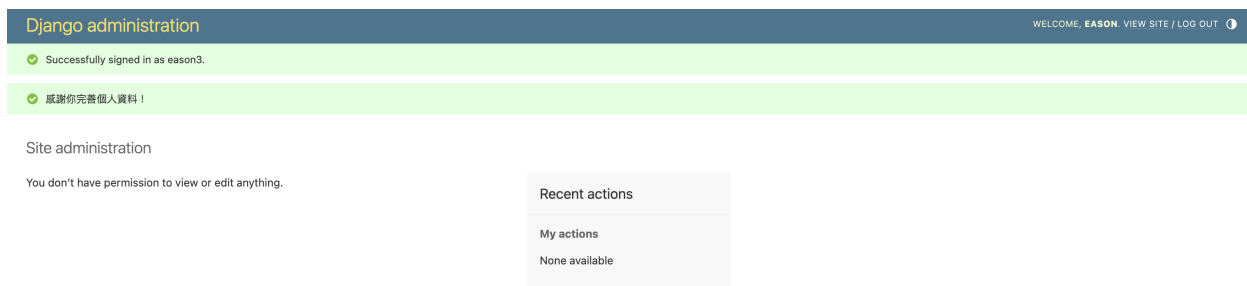 Django administration
WELCOME, EASON. VIEW SITE / LOG OUT
Successfully signed in as eason3.
感謝你完善個人資料！
Site administration
You don’t have permission to view or edit anything.
Recent actions
My actions
None available